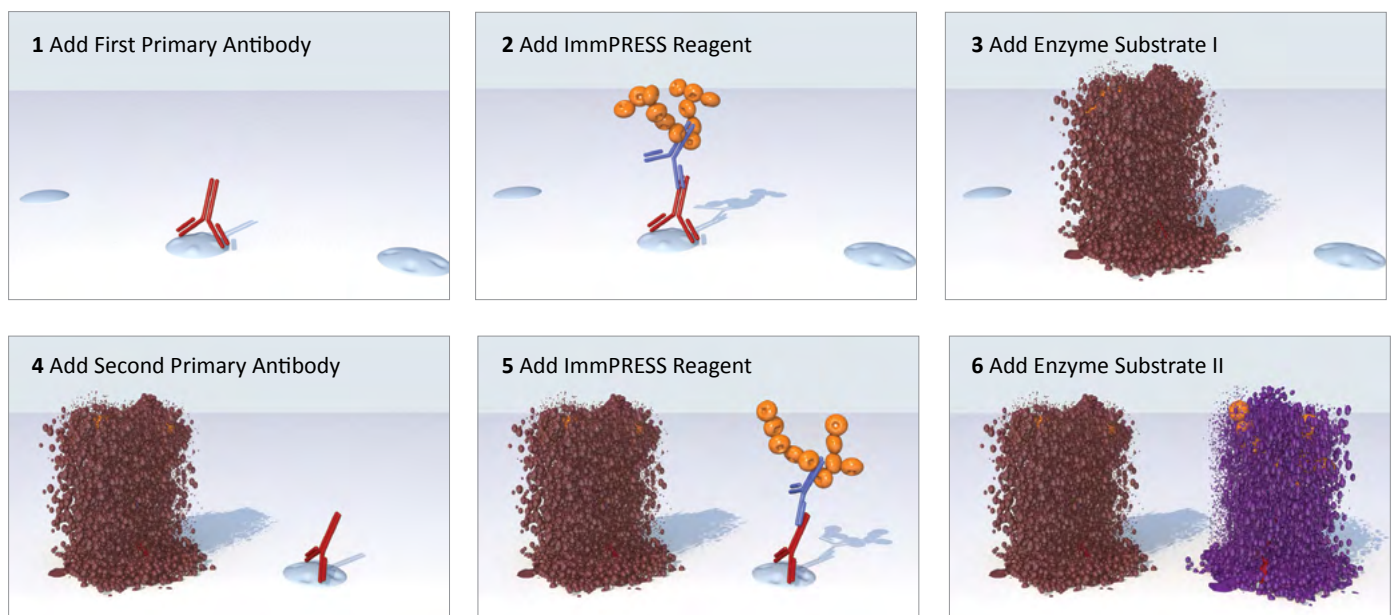 1 Add First Primary Antibody
2 Add ImmPRESS Reagent
3 Add Enzyme Substrate I
4 Add Second Primary Antibody
5 Add ImmPRESS Reagent
6 Add Enzyme Substrate II